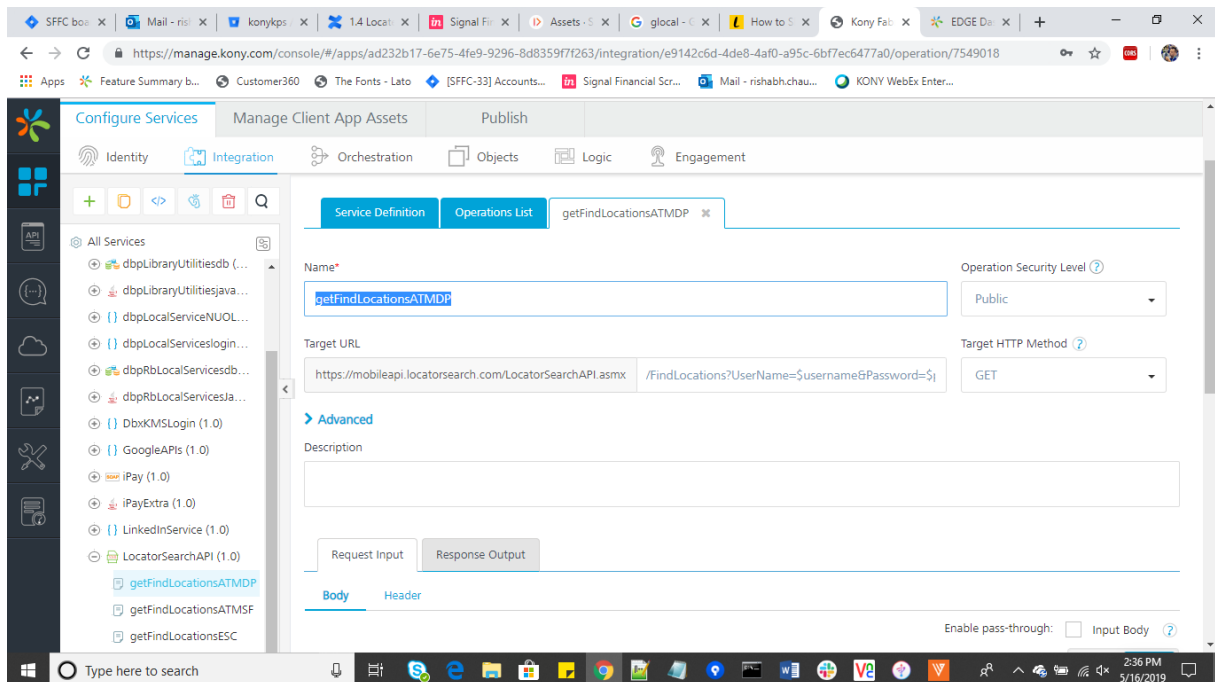 SFFC boa
Mail - rish
konykps
1.4 Locati
Signal Fin
Assets - S
glocal - G
How to S
Kony Fab
EDGE Da
https://manage.kony.com/console/#/apps/ad232b17-6e75-4fe9-9296-8d8359f7f263/integration/e9142c6d-4de8-4af0-a95c-6bf7ec6477a0/operation/7549018
CORS
Apps
Feature Summary b...
Customer360
The Fonts - Lato
[SFFC-33] Accounts...
Signal Financial Scr...
Mail - rishabh.chau...
KONY WebEx Enter...
Configure Services
Manage Client App Assets
Publish
Identity
Integration
Orchestration
Objects
Logic
Engagement
API
All Services
dbpLibraryUtilitiesdb (...
dbpLibraryUtilitiesjava...
dbpLocalServiceNUOL...
dbpLocalServiceslogin...
dbpRbLocalServicesdb...
dbpRbLocalServicesJa...
DbxKMSLogin (1.0)
GoogleAPIs (1.0)
iPay (1.0)
iPayExtra (1.0)
LinkedInService (1.0)
LocatorSearchAPI (1.0)
getFindLocationsATMDP
getFindLocationsATMSF
getFindLocationsESC
Service Definition
Operations List
getFindLocationsATMDP
Name*
Operation Security Level
getFindLocationsATMDP
Public
Target URL
Target HTTP Method
https://mobileapi.locatorsearch.com/LocatorSearchAPI.asmx
/FindLocations?UserName=$username&Password=$p
GET
Advanced
Description
Request Input
Response Output
Body
Header
Enable pass-through:
Input Body
Type here to search
2:36 PM
5/16/2019